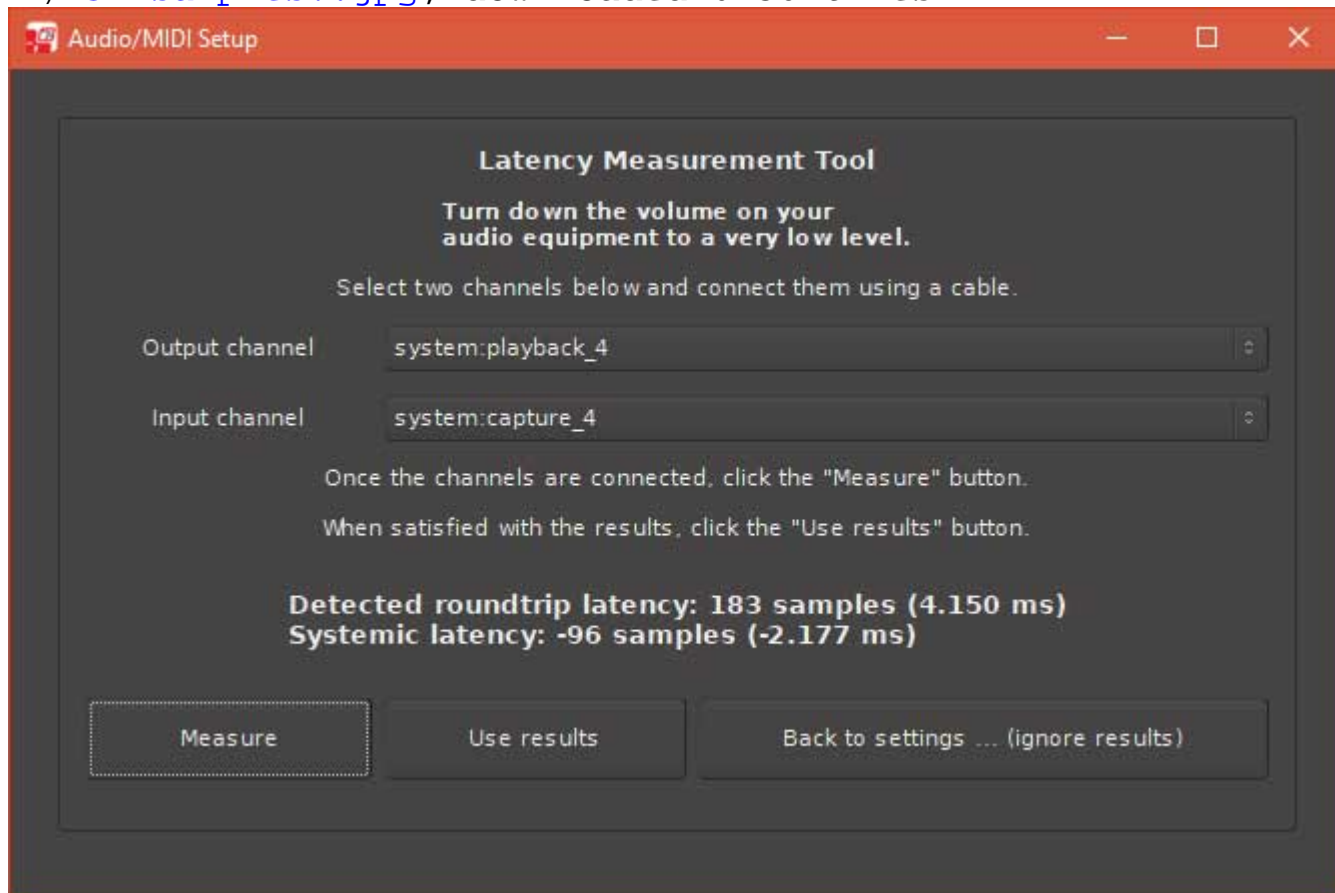 Audio/MIDI Setup
Latency Measurement Tool
Turn down the volume on your
audio equipment to a very low level.
Select two channels below and connect them using a cable.
Output channel system:playback_4
Input channel system:capture_4
Once the channels are connected, click the "Measure" button.
When satisfied with the results, click the "Use results" button.
Detected roundtrip latency: 183 samples (4.150 ms)
Systemic latency: -96 samples (-2.177 ms)
Measure Use results Back to settings ... (ignore results)